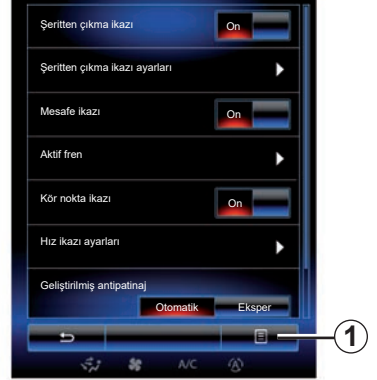 Şeritten çıkma ikazı
On
Şeritten çıkma ikazı ayarları
Mesafe ikazı
On
Aktif fren
Kör nokta ikazı
On
Hız ikazı ayarları
Geliştirilmiş antipatinaj
Otomatik Eksper
1
A/C